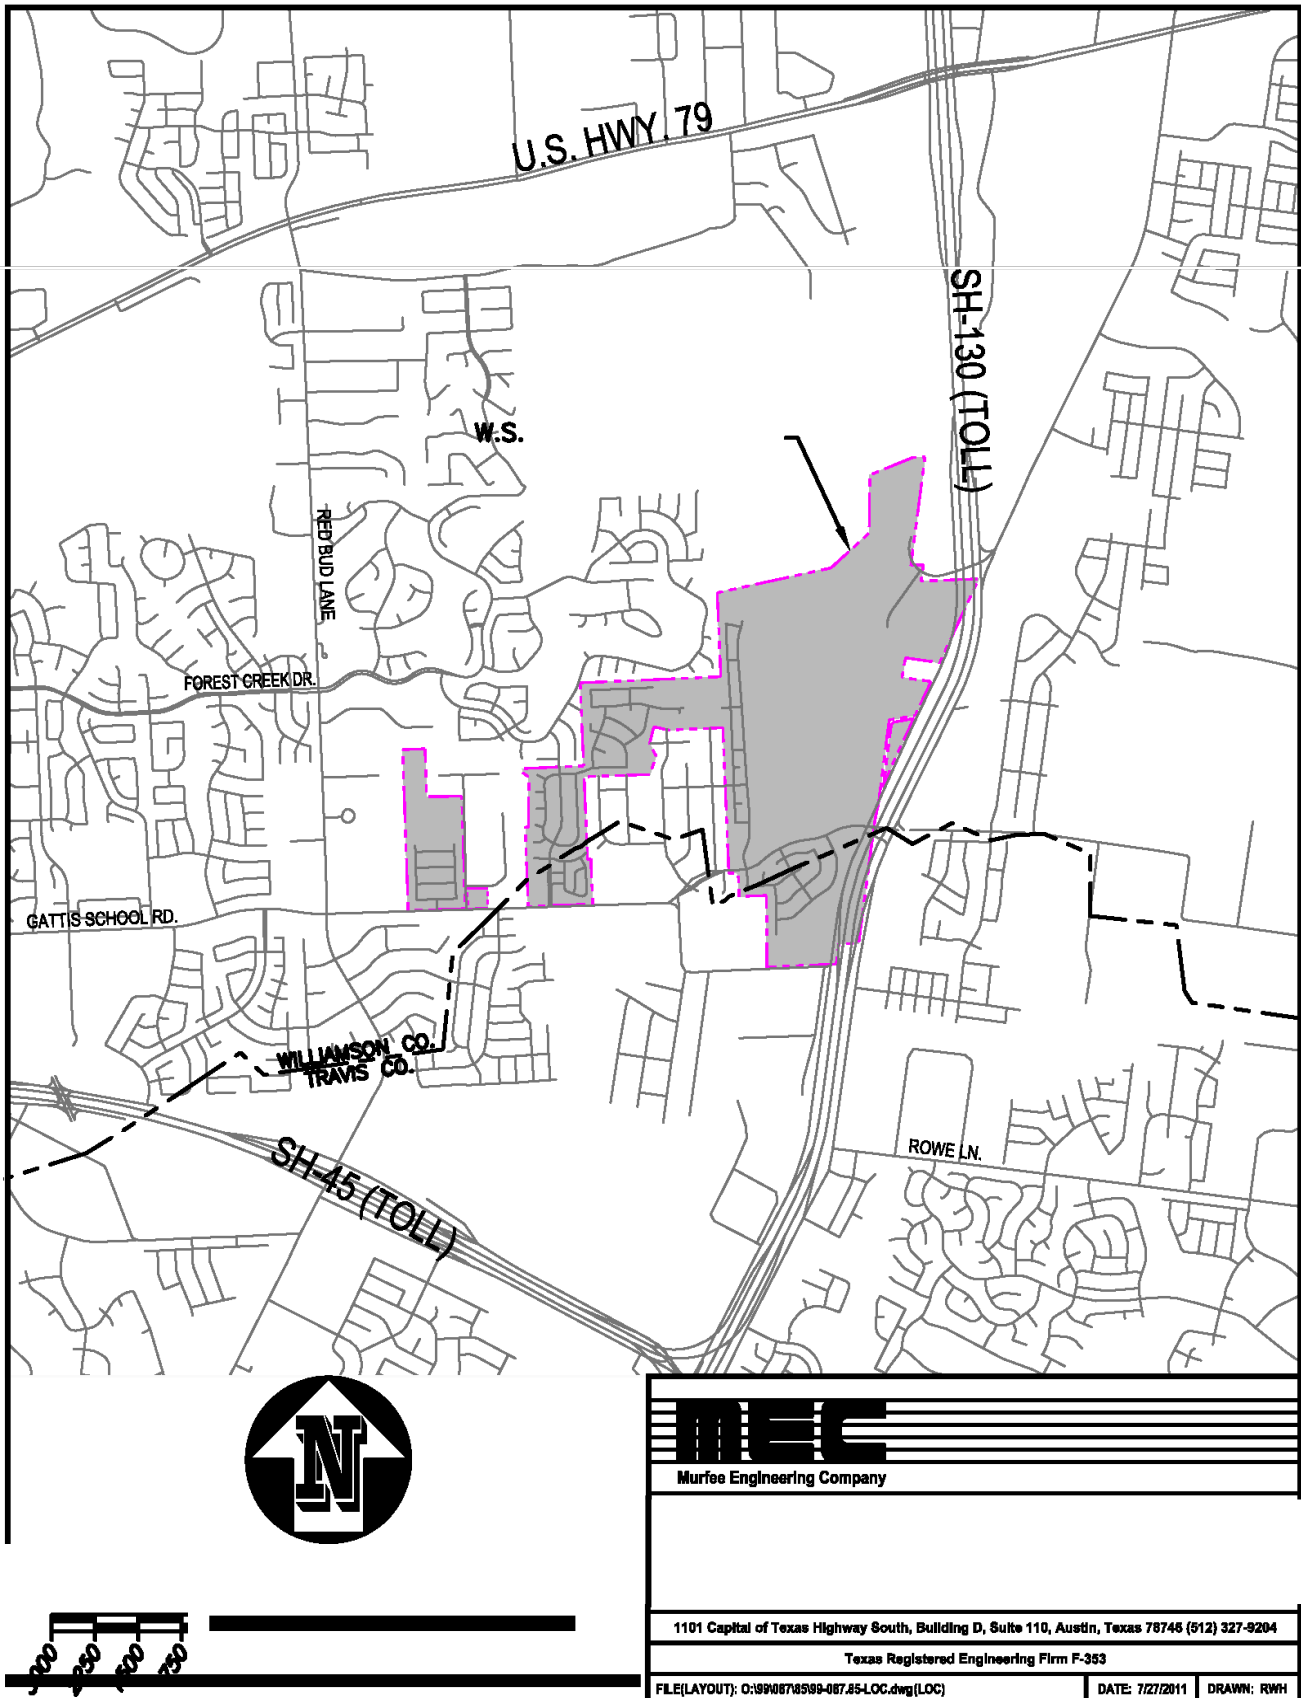 U.S. HWY. 79
SH-130 (TOLL)
W.S.
RED BUD LANE
FOREST CREEK DR.
GATTIS SCHOOL RD.
WILLIAMSON CO.
TRAVIS CO.
SH-45 (TOLL)
ROWE LN.
N
MEC
Murfee Engineering Company
1101 Capital of Texas Highway South, Building D, Suite 110, Austin, Texas 78746 (512) 327-9204
Texas Registered Engineering Firm F-353
FILE(LAYOUT): O:\99\087\85\99-087.85-LOC.dwg(LOC)
DATE: 7/27/2011
DRAWN: RWH